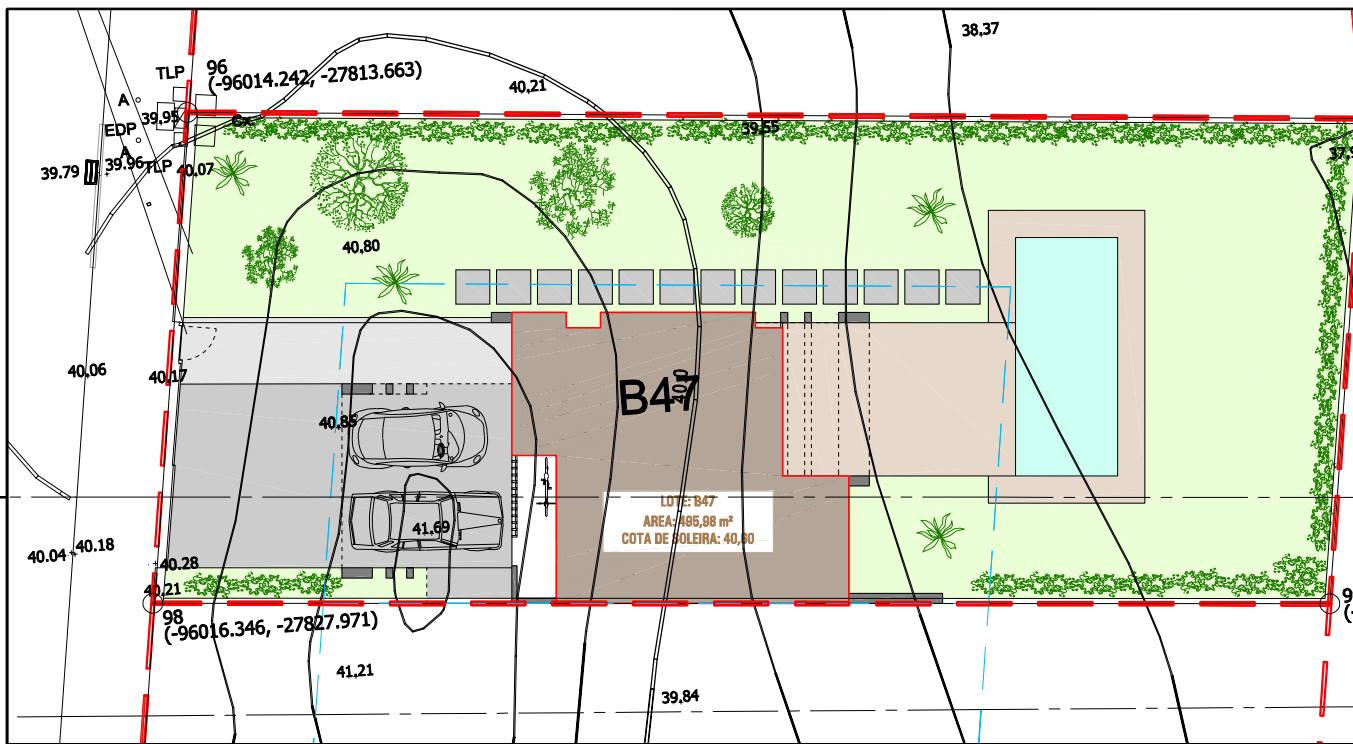 38,37
TLP
96
(-96014.242, -27813.663)
40,21
A
39,95
Cx.
EDP
39,55
A
39.79
39.96
TLP
40,07
40,80
40,06
40,17
40,0
B47
40,85
LOTE: B47
AREA: 495,98 m²
COTA DE SOLEIRA: 40,60
41,69
40.04
40.18
40.28
40,21
98
(-96016.346, -27827.971)
41,21
39,84